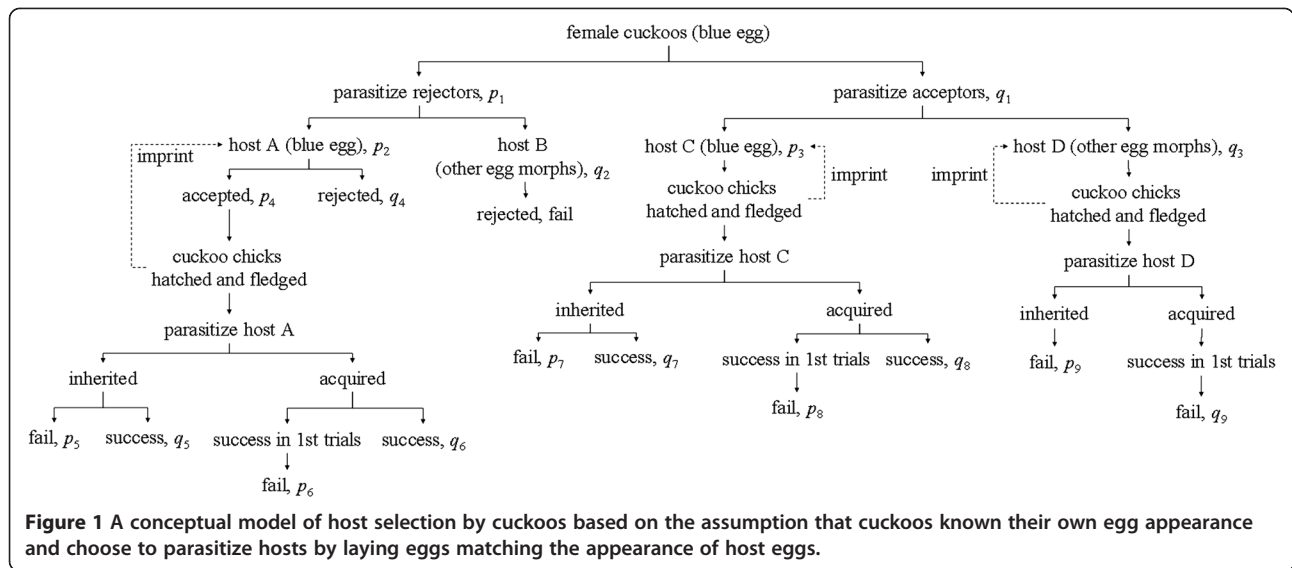 female cuckoos (blue egg)
parasitize rejectors, p1
parasitize acceptors, q1
imprint
host A (blue egg), p2
host B
(other egg morphs), q2
host C (blue egg), p3
imprint
imprint
host D (other egg morphs), q3
accepted, p4
rejected, q4
rejected, fail
cuckoo chicks
hatched and fledged
cuckoo chicks
hatched and fledged
cuckoo chicks
hatched and fledged
parasitize host C
parasitize host D
parasitize host A
inherited
acquired
inherited
acquired
fail, p7
success, q7
success in 1st trials
success, q8
fail, p8
fail, p9
success in 1st trials
fail, q9
inherited
acquired
fail, p5
success, q5
success in 1st trials
success, q6
fail, p6
Figure 1 A conceptual model of host selection by cuckoos based on the assumption that cuckoos known their own egg appearance
and choose to parasitize hosts by laying eggs matching the appearance of host eggs.